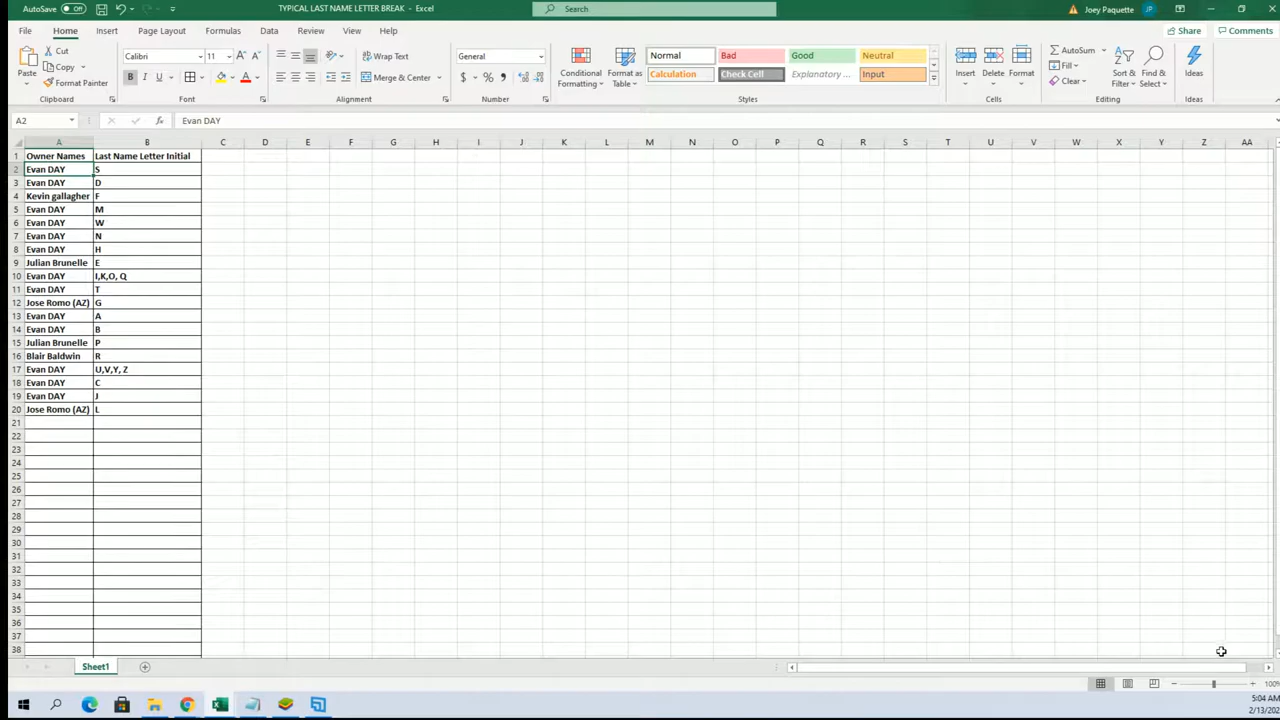 AutoSave Off TYPICAL LAST NAME LETTER BREAK - Excel Search Joey Paquette JP
File Home Insert Page Layout Formulas Data Review View Help Share Comments
Cut Calibri 11 Wrap Text General Normal Bad Good Neutral AutoSum
Paste Copy Format Painter B I U Merge & Center $ % Conditional Formatting Format as Table Calculation Check Cell Explanatory ... Input Insert Delete Format Fill Clear Sort & Filter Find & Select Ideas
Clipboard Font Alignment Number Styles Cells Editing Ideas
A2 fx Evan DAY
A B C D E F G H I J K L M N O P Q R S T U V W X Y Z AA
1 Owner Names Last Name Letter Initial
2 Evan DAY S
3 Evan DAY D
4 Kevin gallagher F
5 Evan DAY M
6 Evan DAY W
7 Evan DAY N
8 Evan DAY H
9 Julian Brunelle E
10 Evan DAY I,K,O, Q
11 Evan DAY T
12 Jose Romo (AZ) G
13 Evan DAY A
14 Evan DAY B
15 Julian Brunelle P
16 Blair Baldwin R
17 Evan DAY U,V,Y, Z
18 Evan DAY C
19 Evan DAY J
20 Jose Romo (AZ) L
21
22
23
24
25
26
27
28
29
30
31
32
33
34
35
36
37
38
Sheet1
100%
5:04 AM
2/13/202